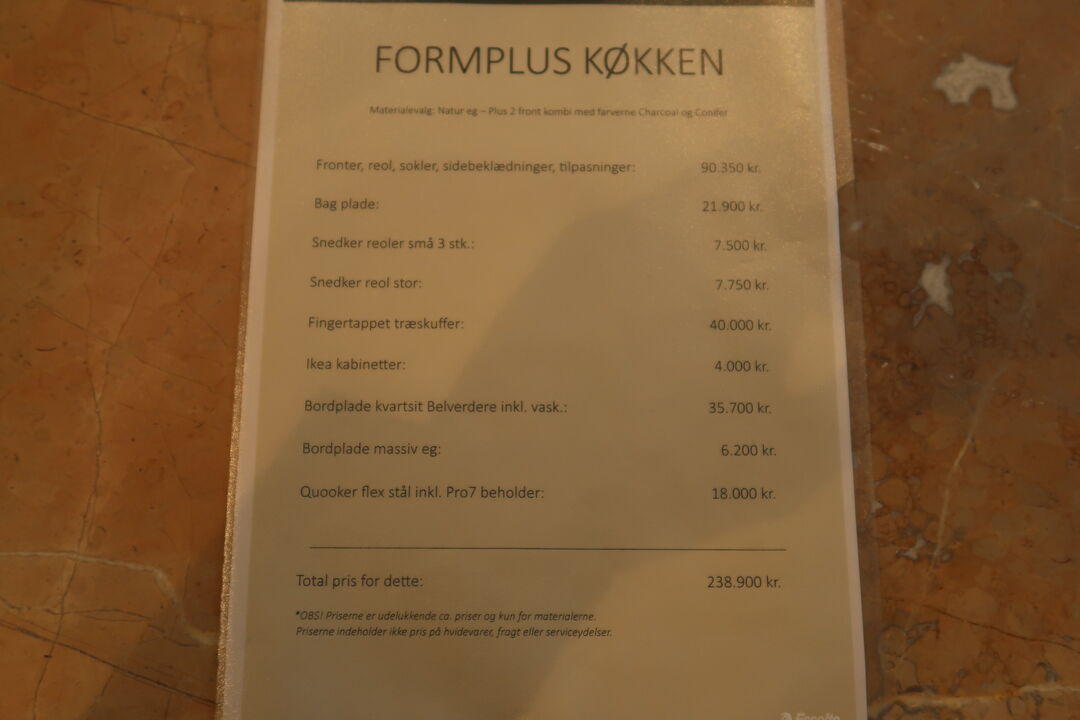 FORMPLUS KØKKEN
Materialevalg: Natur eg – Plus 2 front kombi med farverne Charcoal og Conifer
Fronter, reol, sokler, sidebeklædninger, tilpasninger: 90.350 kr.
Bag plade: 21.900 kr.
Snedker reoler små 3 stk.: 7.500 kr.
Snedker reol stor: 7.750 kr.
Fingertappet træskuffer: 40.000 kr.
Ikea kabinetter: 4.000 kr.
Bordplade kvartsit Belverdere inkl. vask.: 35.700 kr.
Bordplade massiv eg: 6.200 kr.
Quooker flex stål inkl. Pro7 beholder: 18.000 kr.
Total pris for dette: 238.900 kr.
*OBS! Priserne er udelukkende ca. priser og kun for materialerne.
Priserne indeholder ikke pris på hvidevarer, fragt eller serviceydelser.